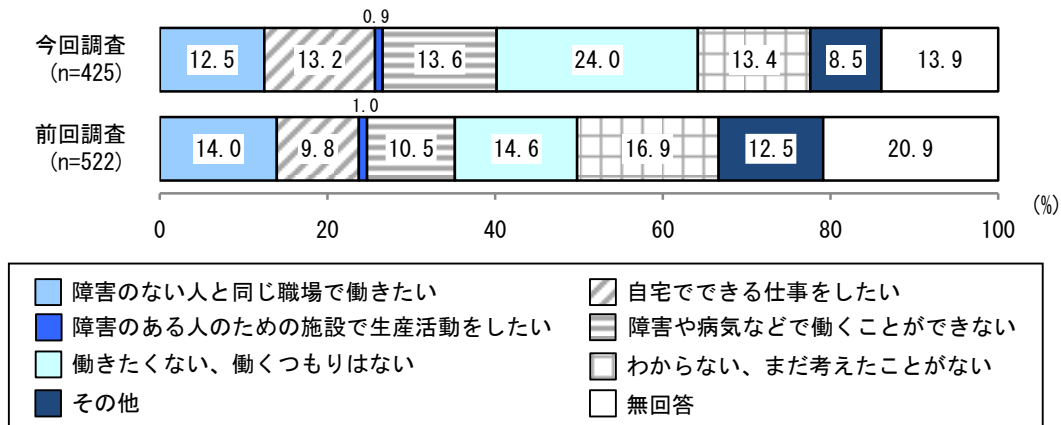 0.9
今回調査
(n=425)
12.5 13.2 13.6 24.0 13.4 8.5 13.9
1.0
前回調査
(n=522)
14.0 9.8 10.5 14.6 16.9 12.5 20.9
(%)
0 20 40 60 80 100
障害のない人と同じ職場で働きたい 自宅でできる仕事をしたい
障害のある人のための施設で生産活動をしたい 障害や病気などで働くことができない
働きたくない、働くつもりはない わからない、まだ考えたことがない
その他 無回答